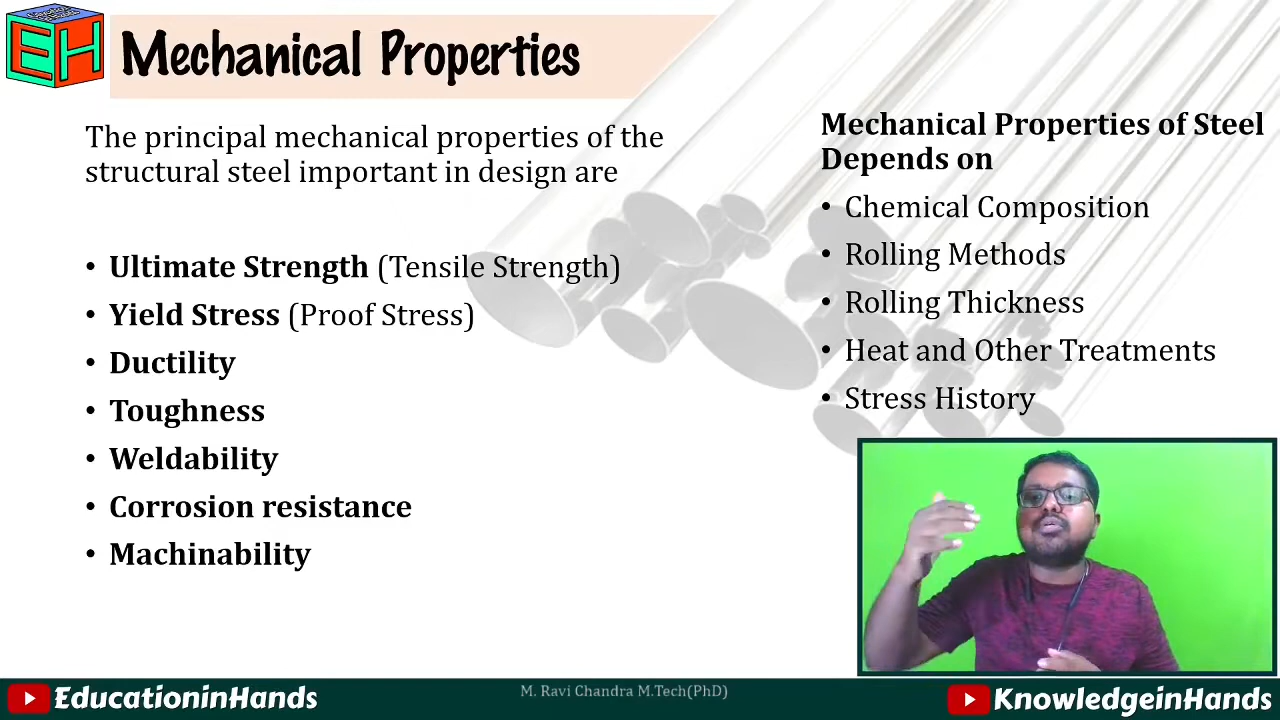 EH
Mechanical Properties
The principal mechanical properties of the
structural steel important in design are
• Ultimate Strength (Tensile Strength)
• Yield Stress (Proof Stress)
• Ductility
• Toughness
• Weldability
• Corrosion resistance
• Machinability
Mechanical Properties of Steel
Depends on
• Chemical Composition
• Rolling Methods
• Rolling Thickness
• Heat and Other Treatments
• Stress History
EducationinHands
M. Ravi Chandra M.Tech(PhD)
KnowledgeinHands